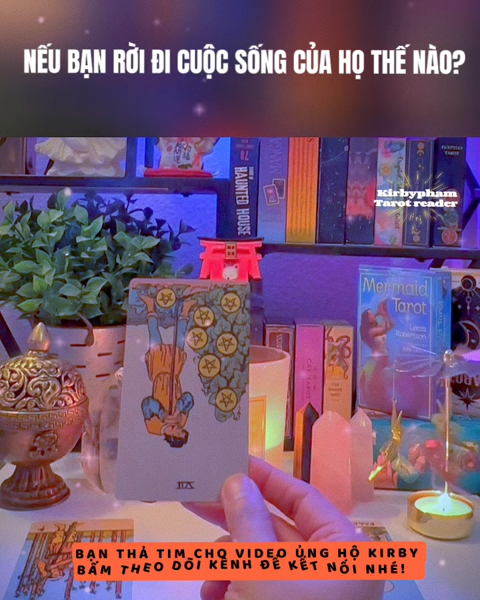 NẾU BẠN RỜI ĐI CUỘC SỐNG CỦA HỌ THẾ NÀO?
Kirbypham
Tarot reader
HAUNTED HOUSE
Mermaid
Tarot
VII
BẠN THẢ TIM CHO VIDEO ỦNG HỘ KIRBY
BẤM THEO DÕI KÊNH ĐỂ KẾT NỐI NHÉ!